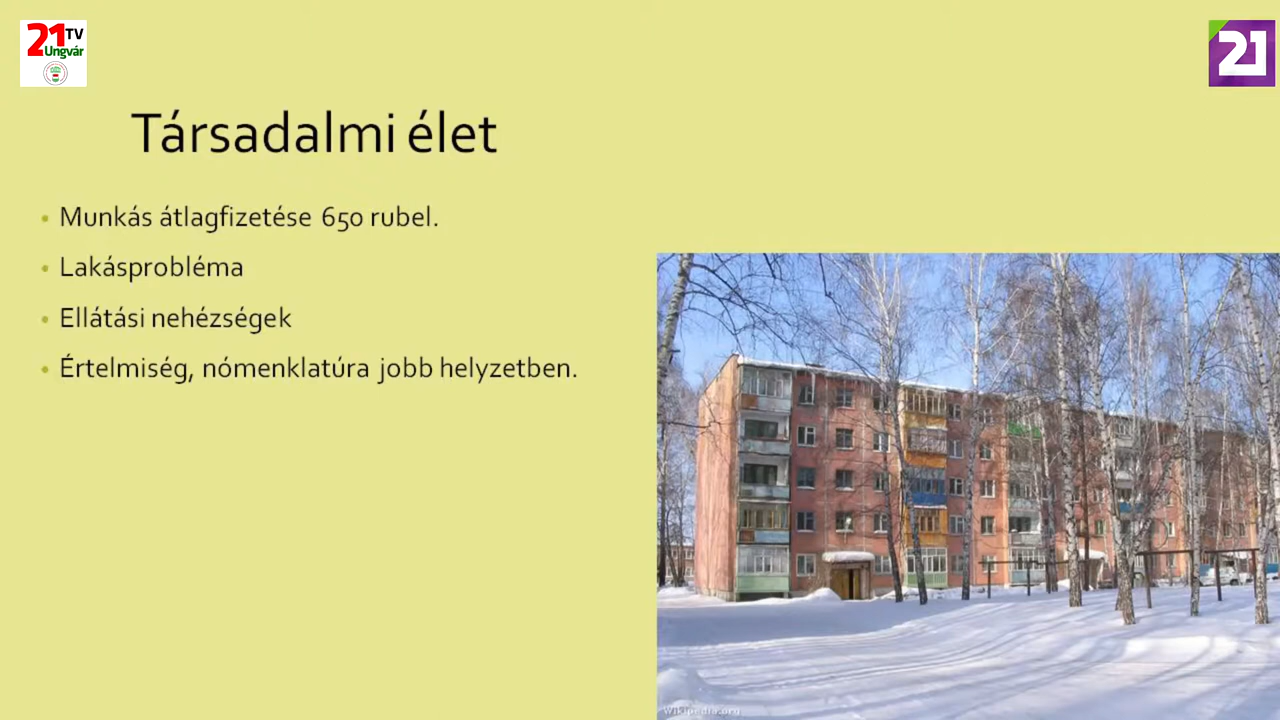 21 TV
Ungvár
21
Társadalmi élet
• Munkás átlagfizetése 650 rubel.
• Lakásprobléma
• Ellátási nehézségek
• Értelmiség, nómenklatúra jobb helyzetben.
Wikipedia.org